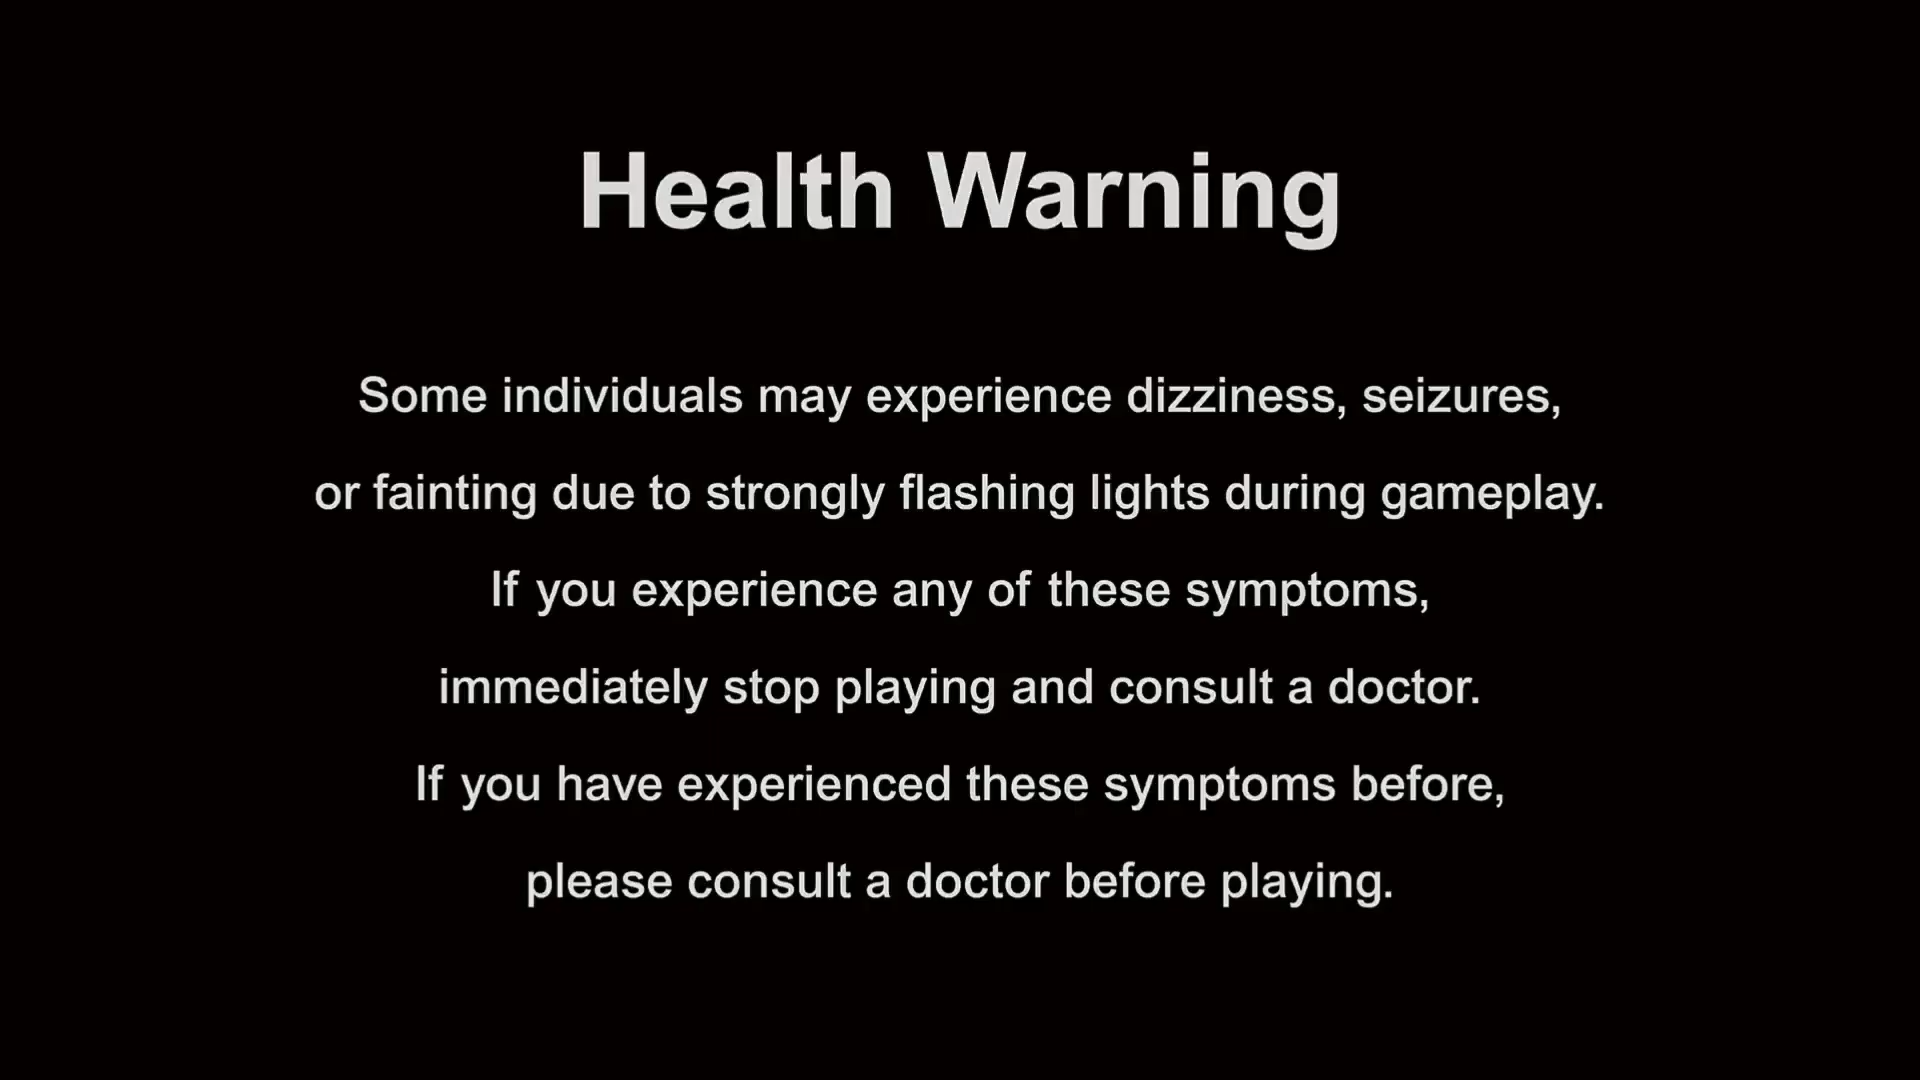 Health Warning
Some individuals may experience dizziness, seizures,
or fainting due to strongly flashing lights during gameplay.
If you experience any of these symptoms,
immediately stop playing and consult a doctor.
If you have experienced these symptoms before,
please consult a doctor before playing.